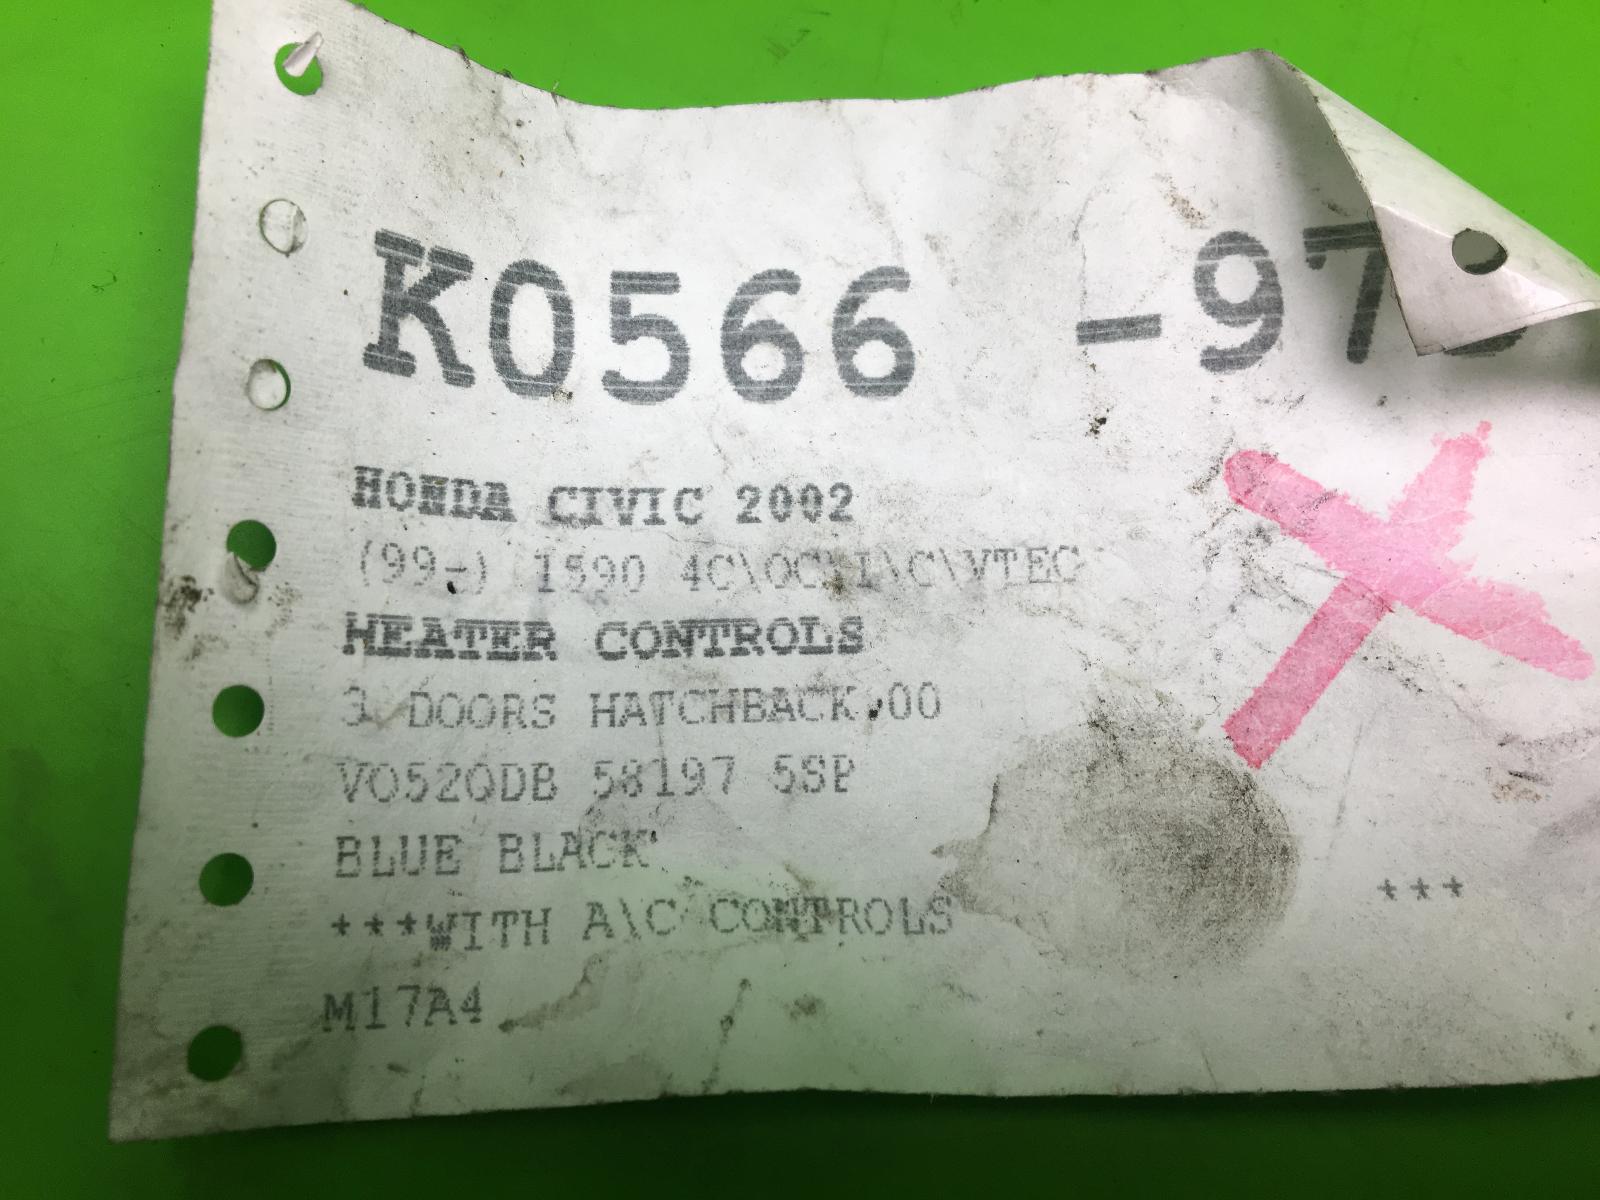 K0566 -97
HONDA CIVIC 2002
(99-) 1590 4C\OC\I\C\VTEC
HEATER CONTROLS
3 DOORS HATCHBACK,00
VO52QDB 58197 5SP
BLUE BLACK
***WITH A\C CONTROLS ***
M17A4